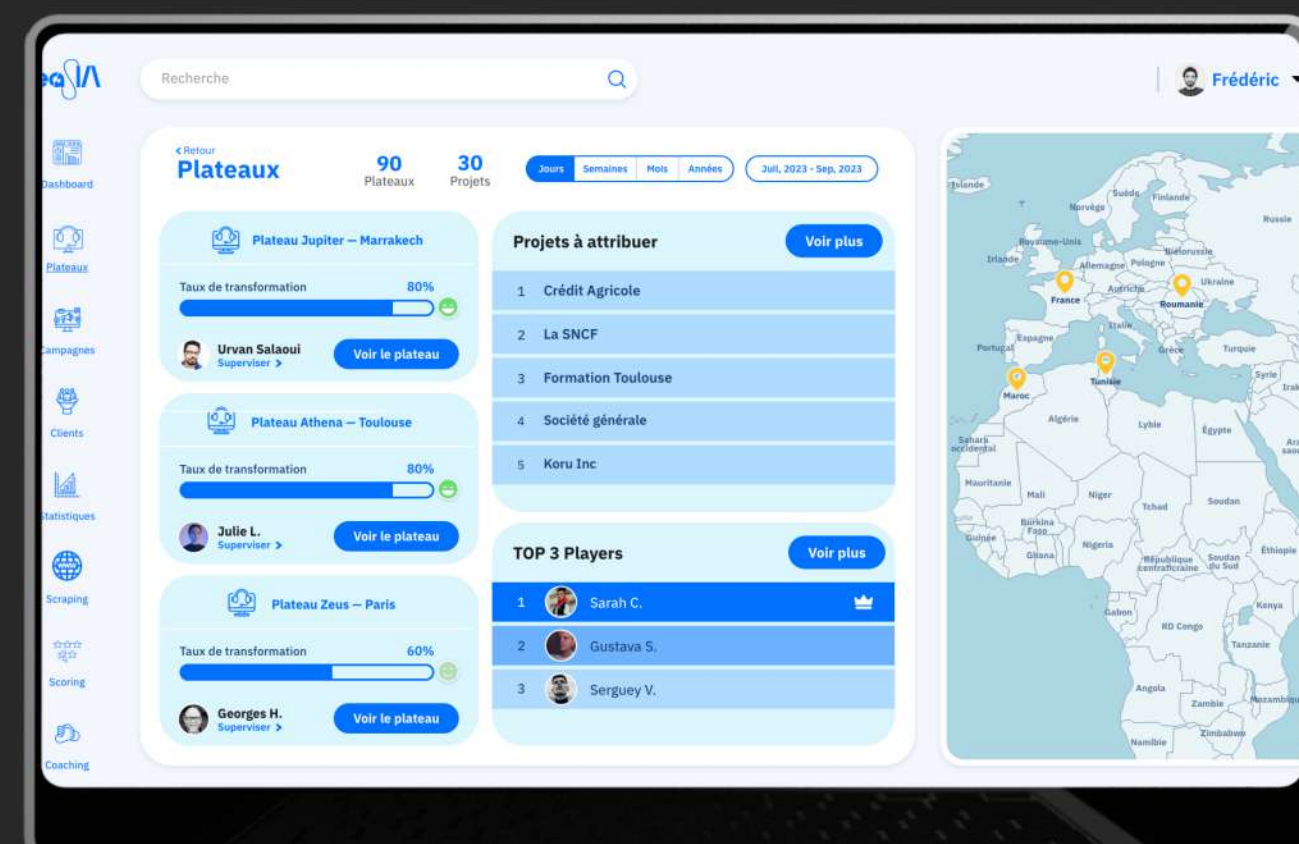 Recherche
Frédéric
Dashboard
Plateaux
Campagnes
Clients
Statistiques
Scraping
Scoring
Coaching
< Retour
Plateaux
90
Plateaux
30
Projets
Jours
Semaines
Mois
Années
Juil, 2023 - Sep, 2023
Plateau Jupiter — Marrakech
Taux de transformation
80%
Urvan Salaoui
Superviser >
Voir le plateau
Plateau Athena — Toulouse
Taux de transformation
80%
Julie L.
Superviser >
Voir le plateau
Plateau Zeus — Paris
Taux de transformation
60%
Georges H.
Superviser >
Voir le plateau
Projets à attribuer
Voir plus
1 Crédit Agricole
2 La SNCF
3 Formation Toulouse
4 Société générale
5 Koru Inc
TOP 3 Players
Voir plus
1 Sarah C.
2 Gustava S.
3 Serguey V.
Islande
Suède
Finlande
Norvège
Russie
Royaume-Uni
Irlande
Biélorussie
Allemagne
Pologne
Ukraine
France
Autriche
Roumanie
Italie
Espagne
Portugal
Grèce
Turquie
Syrie
Irak
Tunisie
Maroc
Algérie
Lybie
Égypte
Sahara
occidental
Mauritanie
Mali
Niger
Tchad
Soudan
Burkina
Faso
Guinée
Ghana
Nigeria
République
centrafricraine
Soudan
du Sud
Éthiopie
Gabon
Kenya
RD Congo
Tanzanie
Angola
Zambie
Mozambiqu
Zimbabwe
Namibie